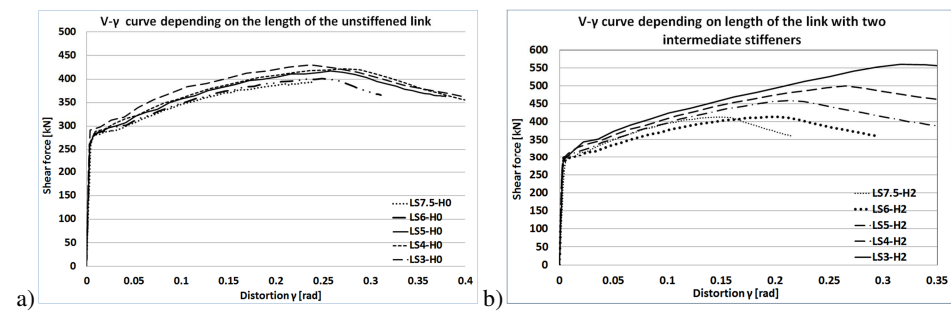 V-γ curve depending on the length of the unstiffened link
Shear force [kN]
500
450
400
350
300
250
200
150
100
50
0
0 0.05 0.1 0.15 0.2 0.25 0.3 0.35 0.4
Distortion γ [rad]
LS7.5-H0
LS6-H0
LS5-H0
LS4-H0
LS3-H0
a)
V-γ curve depending on length of the link with two
intermediate stiffeners
Shear force [kN]
600
550
500
450
400
350
300
250
200
150
100
50
0
0 0.05 0.1 0.15 0.2 0.25 0.3 0.35
Distortion γ [rad]
LS7.5-H2
LS6-H2
LS5-H2
LS4-H2
LS3-H2
b)